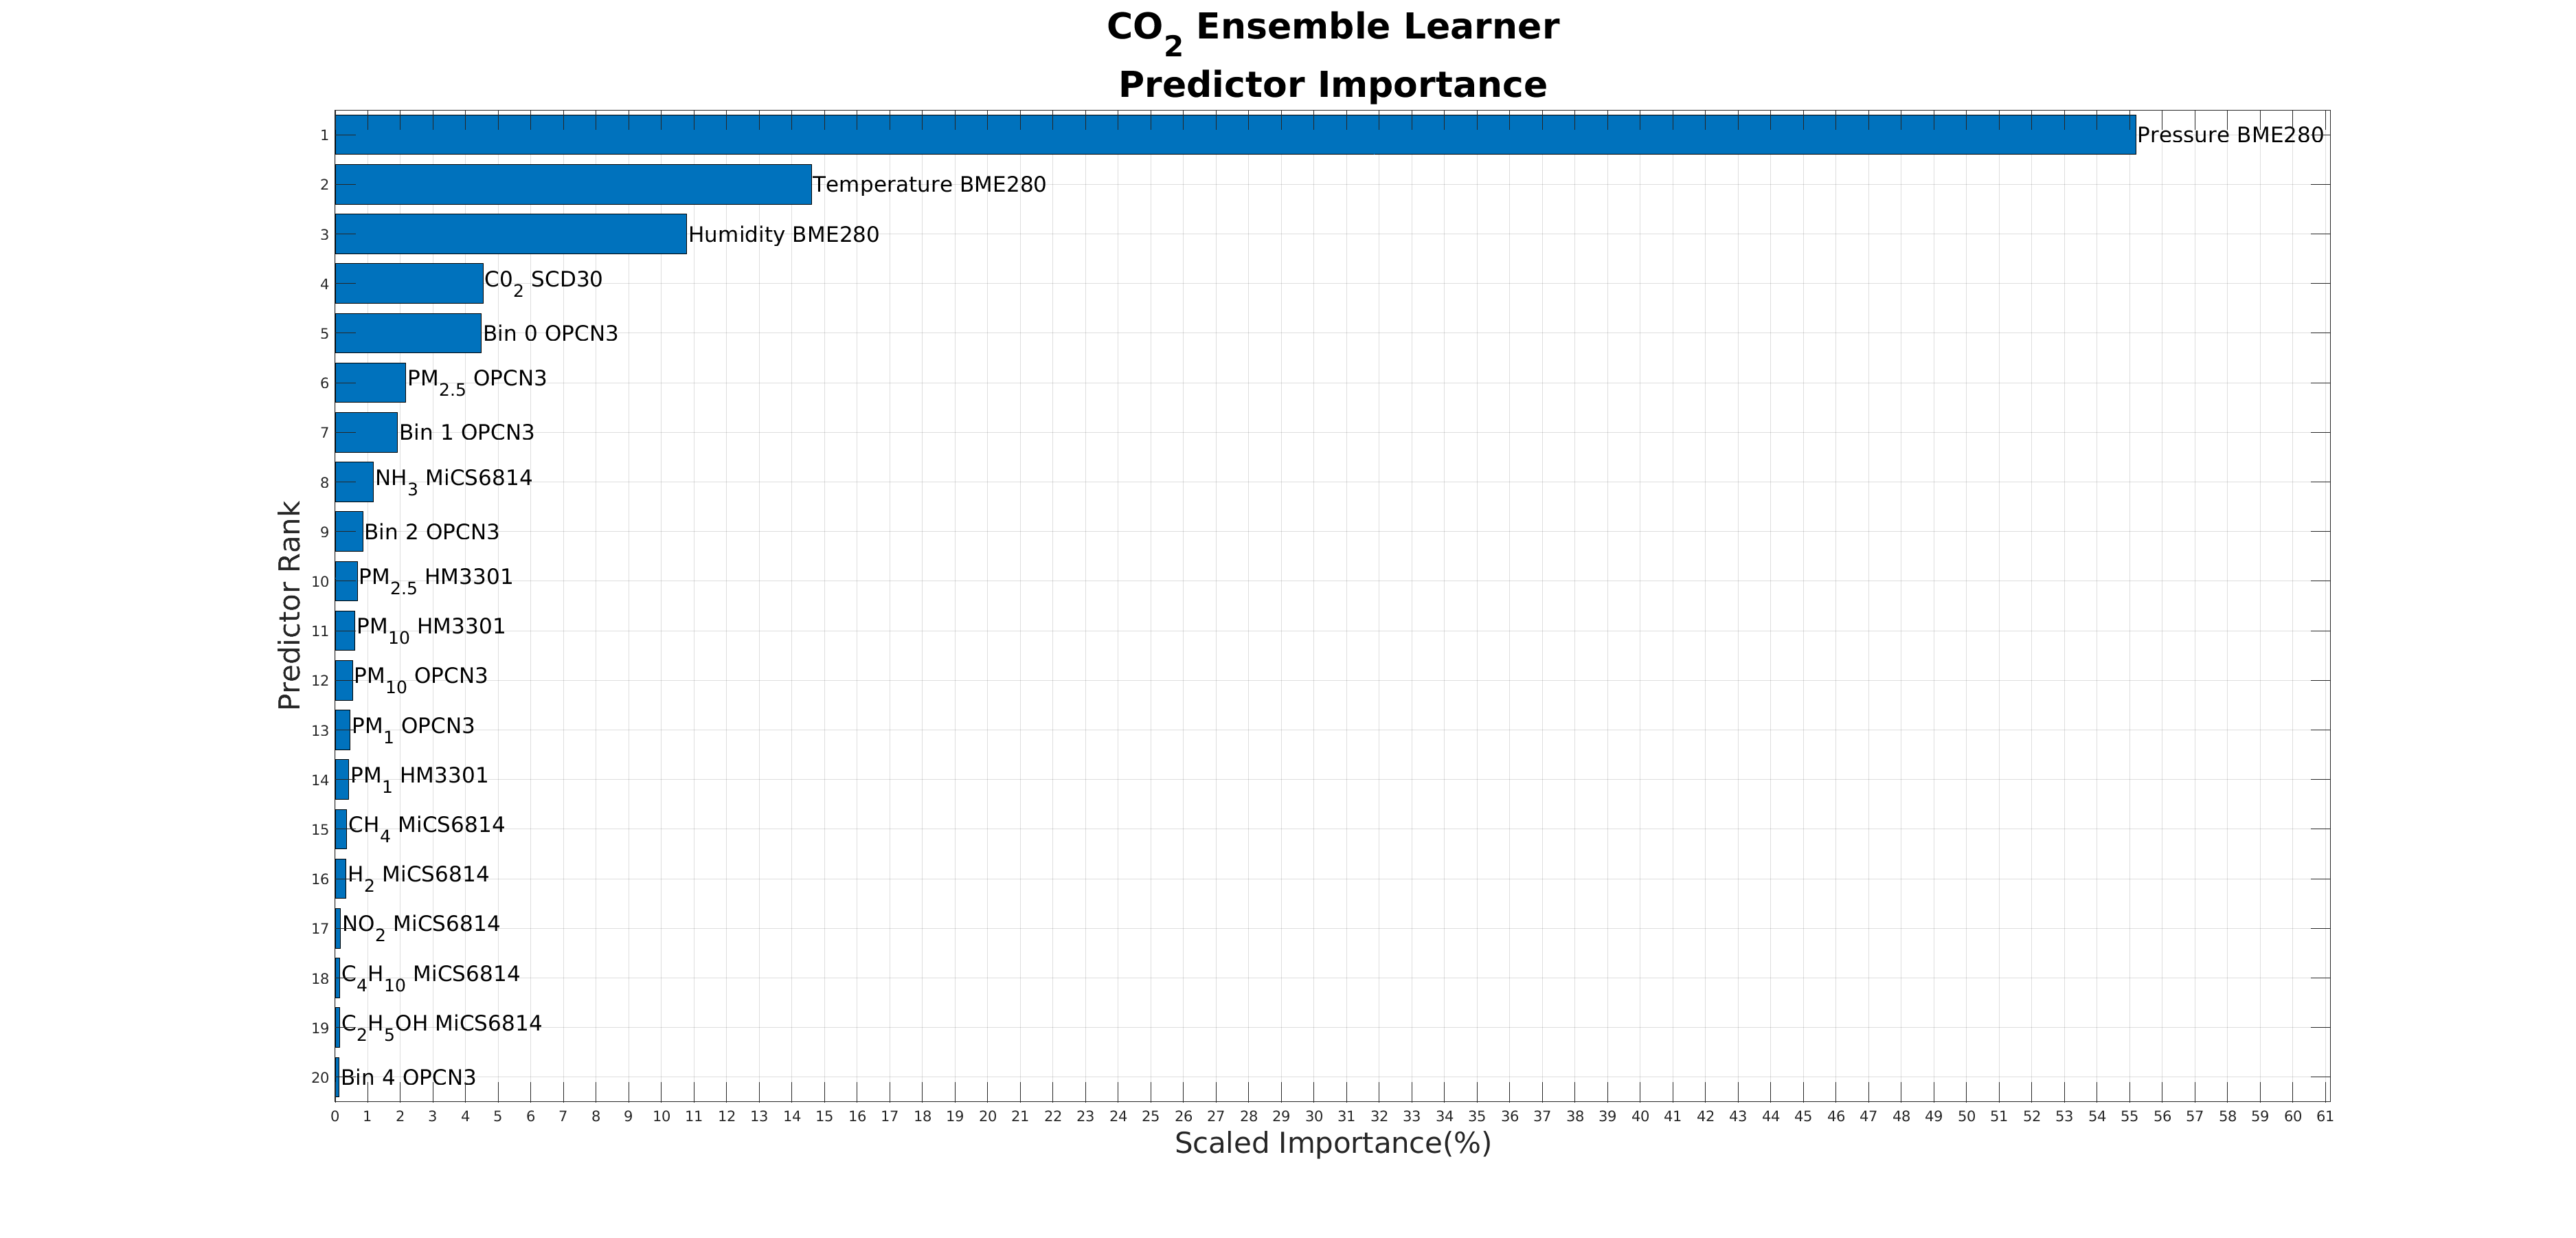 CO₂ Ensemble Learner
Predictor Importance
1 Pressure BME280
2 Temperature BME280
3 Humidity BME280
4 C0₂ SCD30
5 Bin 0 OPCN3
6 PM₂.₅ OPCN3
7 Bin 1 OPCN3
8 NH₃ MiCS6814
9 Bin 2 OPCN3
10 PM₂.₅ HM3301
11 PM₁₀ HM3301
12 PM₁₀ OPCN3
13 PM₁ OPCN3
14 PM₁ HM3301
15 CH₄ MiCS6814
16 H₂ MiCS6814
17 NO₂ MiCS6814
18 C₄H₁₀ MiCS6814
19 C₂H₅OH MiCS6814
20 Bin 4 OPCN3
Predictor Rank
0 1 2 3 4 5 6 7 8 9 10 11 12 13 14 15 16 17 18 19 20 21 22 23 24 25 26 27 28 29 30 31 32 33 34 35 36 37 38 39 40 41 42 43 44 45 46 47 48 49 50 51 52 53 54 55 56 57 58 59 60 61
Scaled Importance(%)